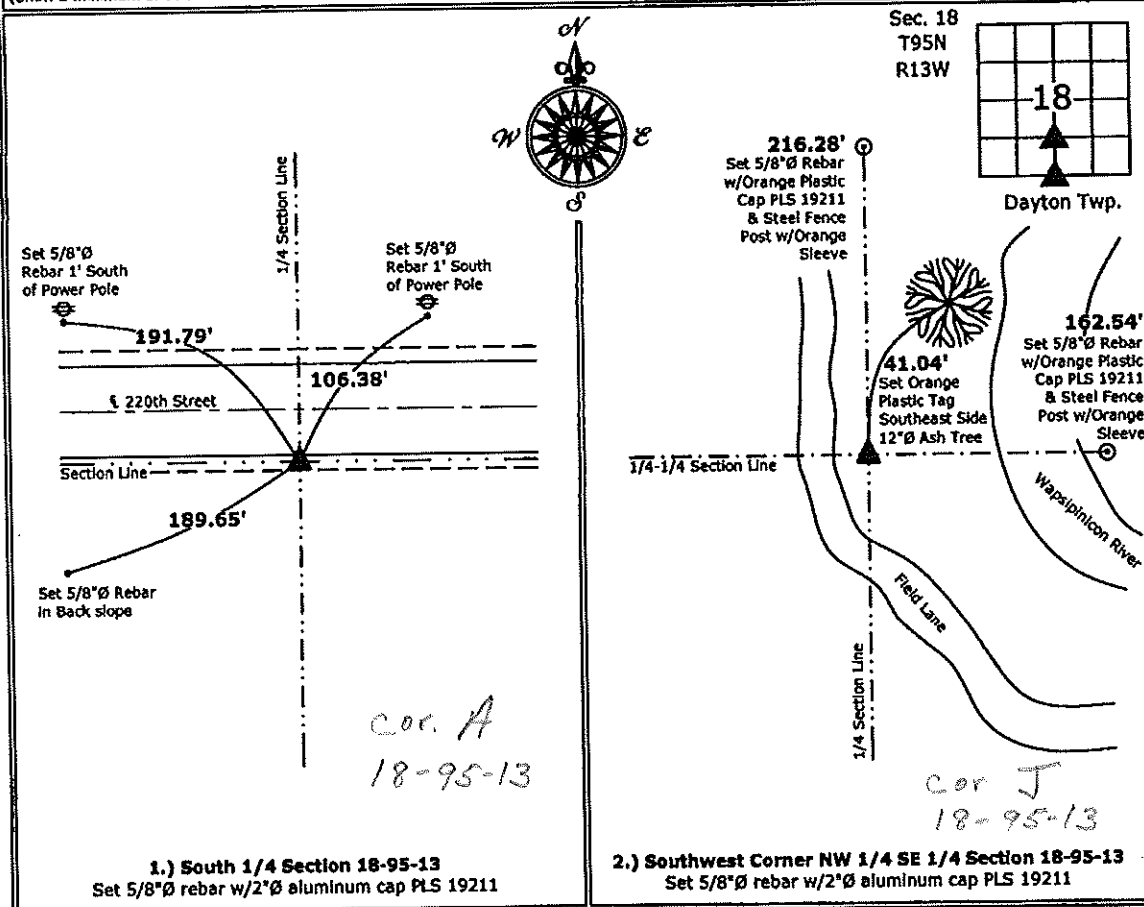 N
W
E
S
Sec. 18
T95N
R13W
18
Dayton Twp.
1/4 Section Line
Set 5/8"Ø
Rebar 1' South
of Power Pole
Set 5/8"Ø
Rebar 1' South
of Power Pole
191.79'
106.38'
℄ 220th Street
Section Line
189.65'
Set 5/8"Ø Rebar
in Back slope
cor. A
18-95-13
1.) South 1/4 Section 18-95-13
Set 5/8"Ø rebar w/2"Ø aluminum cap PLS 19211
216.28'
Set 5/8"Ø Rebar
w/Orange Plastic
Cap PLS 19211
& Steel Fence
Post w/Orange
Sleeve
41.04'
Set Orange
Plastic Tag
Southeast Side
12"Ø Ash Tree
162.54'
Set 5/8"Ø Rebar
w/Orange Plastic
Cap PLS 19211
& Steel Fence
Post w/Orange
Sleeve
1/4-1/4 Section Line
Wapsipinicon River
Field Lane
1/4 Section Line
cor J
18-95-13
2.) Southwest Corner NW 1/4 SE 1/4 Section 18-95-13
Set 5/8"Ø rebar w/2"Ø aluminum cap PLS 19211